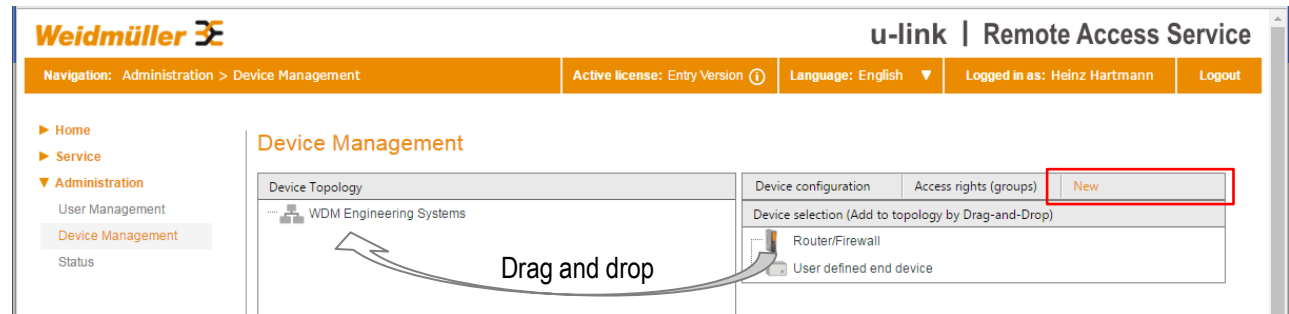 Weidmüller
u-link | Remote Access Service
Navigation: Administration > Device Management
Active license: Entry Version
Language: English ▼
Logged in as: Heinz Hartmann
Logout
Home
Service
Administration
User Management
Device Management
Status
Device Management
Device Topology
WDM Engineering Systems
Drag and drop
Device configuration
Access rights (groups)
New
Device selection (Add to topology by Drag-and-Drop)
Router/Firewall
User defined end device